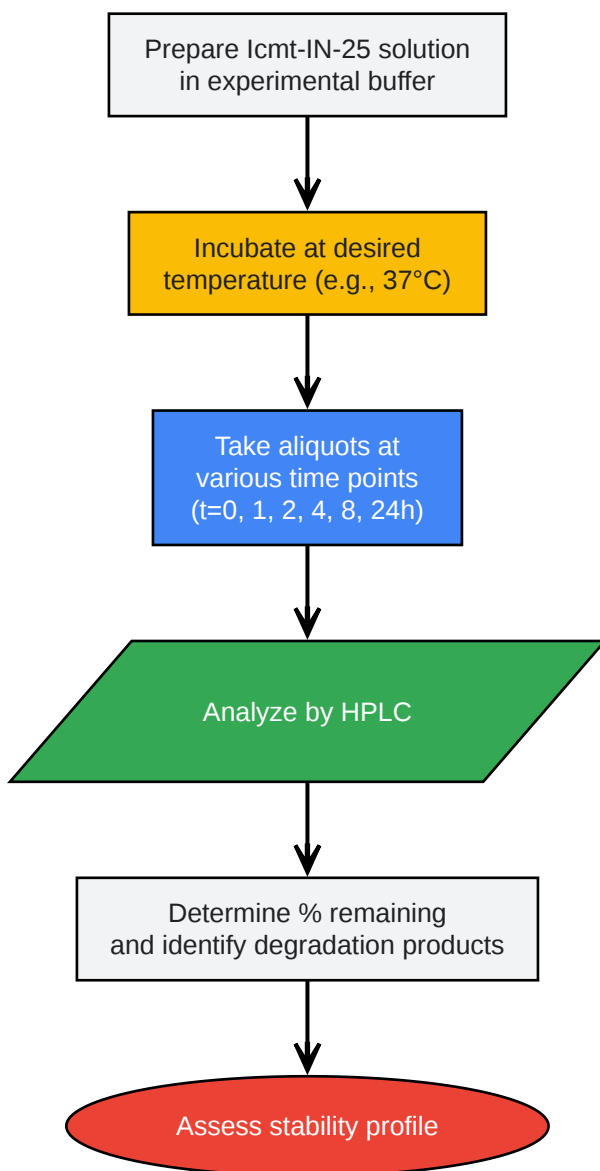 Prepare Icmt-IN-25 solution
in experimental buffer
Incubate at desired
temperature (e.g., 37°C)
Take aliquots at
various time points
(t=0, 1, 2, 4, 8, 24h)
Analyze by HPLC
Determine % remaining
and identify degradation products
Assess stability profile